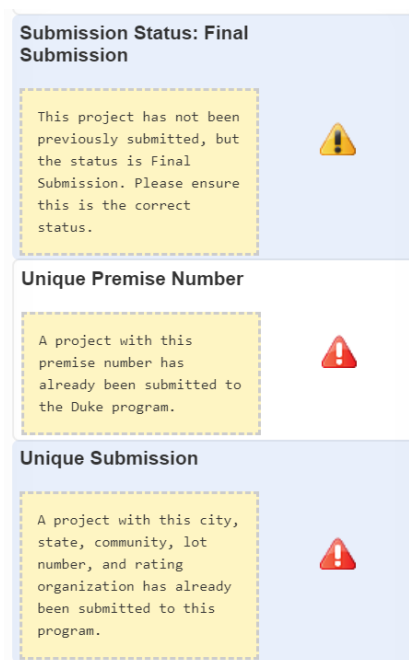 Submission Status: Final
Submission
This project has not been
previously submitted, but
the status is Final
Submission. Please ensure
this is the correct
status.
Unique Premise Number
A project with this
premise number has
already been submitted to
the Duke program.
Unique Submission
A project with this city,
state, community, lot
number, and rating
organization has already
been submitted to this
program.